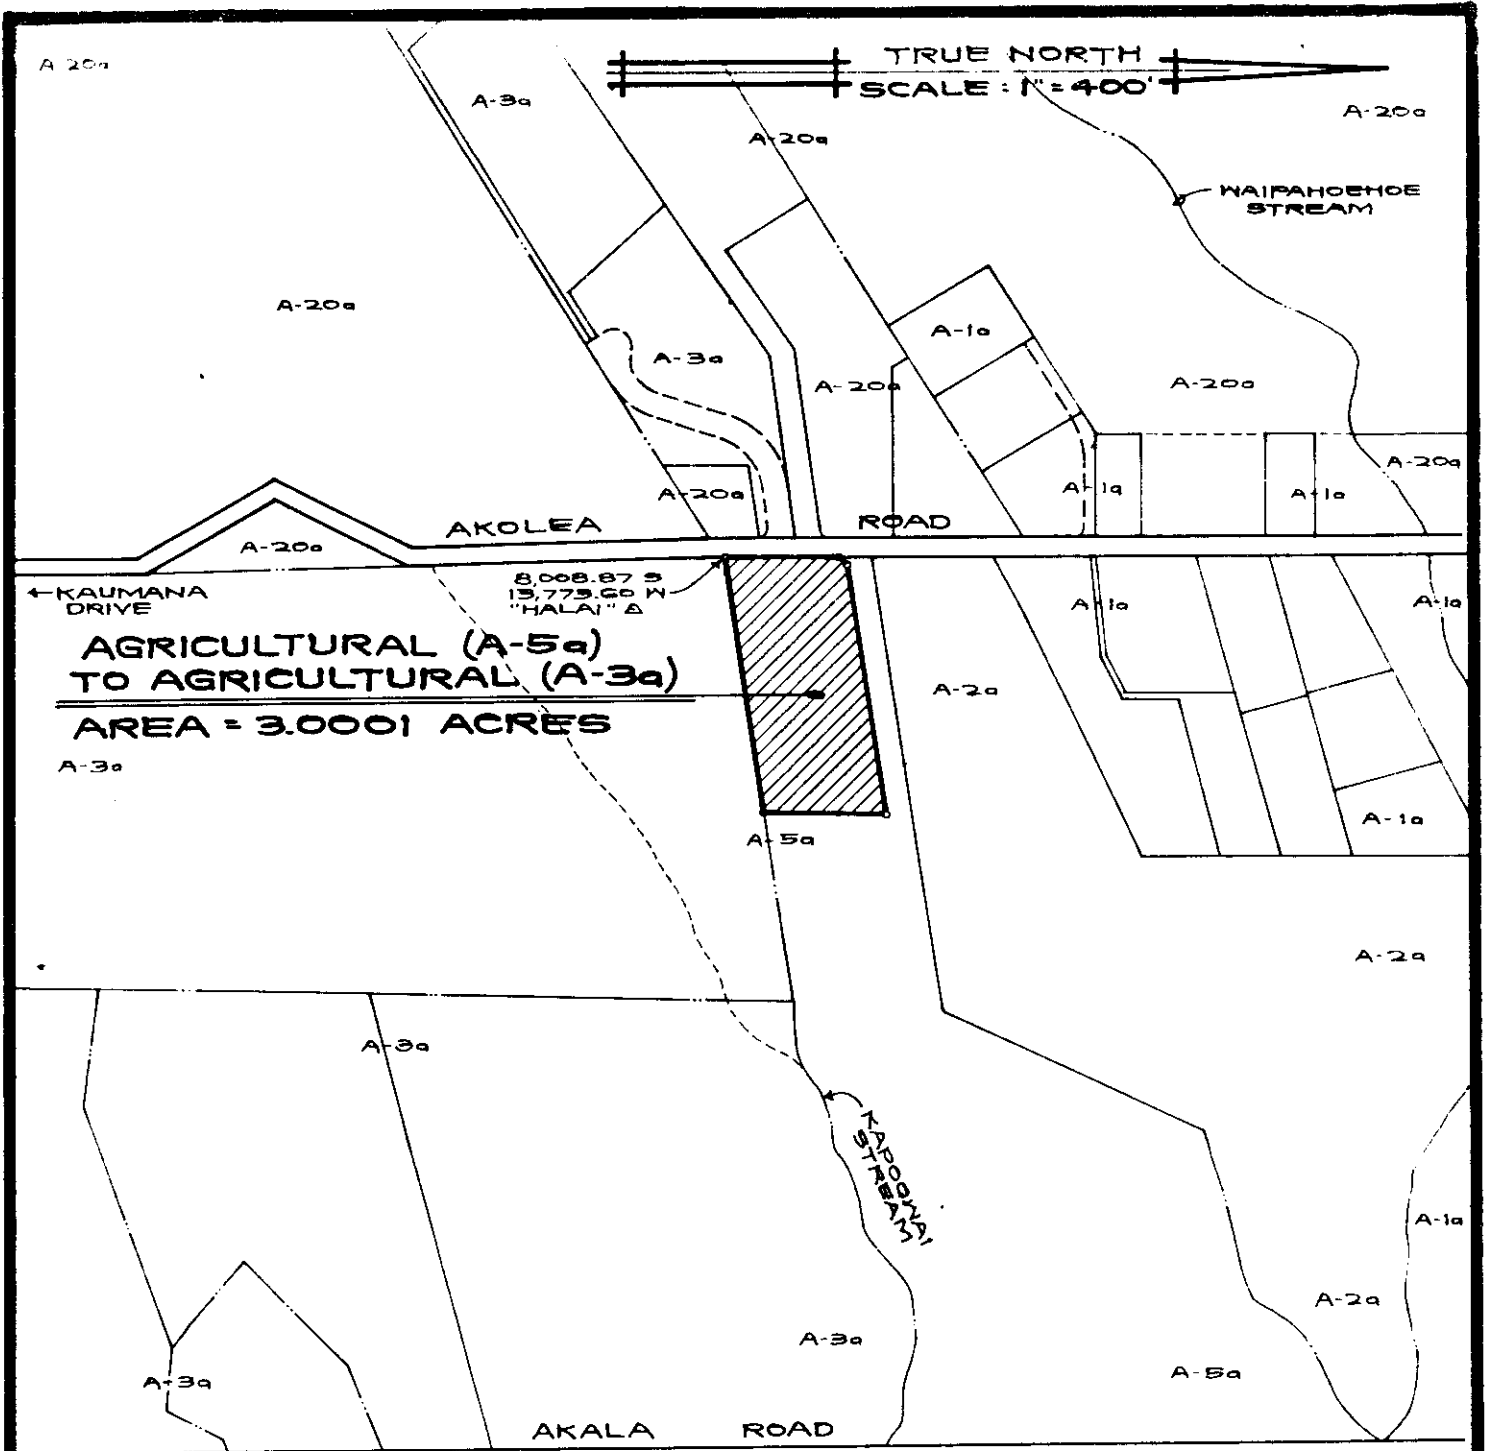 A-20a
TRUE NORTH
SCALE : 1" = 400'
A-3a
A-20a
A-20a
WAIPAHOEHOE
STREAM
A-20a
A-1a
A-3a
A-20a
A-20a
A-20a
A-20a
A-1a
A-1a
AKOLEA ROAD
A-20a
8,008.87 S
13,773.60 W
"HALAI" Δ
←KAUMANA
DRIVE
A-1a
A-1a
AGRICULTURAL (A-5a)
TO AGRICULTURAL (A-3a)
A-2a
AREA = 3.0001 ACRES
A-3a
A-1a
A-5a
A-2a
A-3a
KAPOOWAI
STREAM
A-1a
A-2a
A-3a
A-5a
A-3a
AKALA ROAD